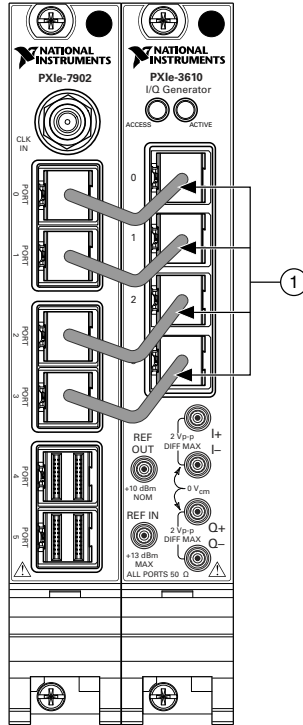 NATIONAL
INSTRUMENTS
PXIe-7902
CLK
IN
0 PORT
1 PORT
2 PORT
3 PORT
4 PORT
5 PORT
NATIONAL
INSTRUMENTS
PXIe-3610
I/Q Generator
ACCESS
ACTIVE
0
1
2
REF
OUT
+10 dBm
NOM
REF IN
+13 dBm
MAX
2 Vp-p
DIFF MAX
I+
I–
0 Vcm
2 Vp-p
DIFF MAX
Q+
Q–
ALL PORTS 50 Ω
1